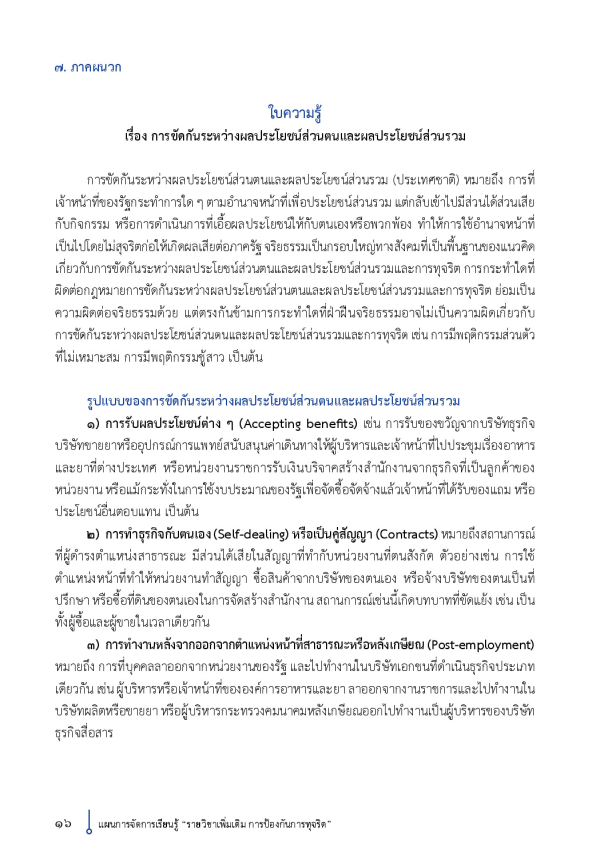 ๗. ภาคผนวก
ใบความรู้
เรื่อง การขัดกันระหว่างผลประโยชน์ส่วนตนและผลประโยชน์ส่วนรวม
การขัดกันระหว่างผลประโยชน์ส่วนตนและผลประโยชน์ส่วนรวม (ประเทศชาติ) หมายถึง การที่
เจ้าหน้าที่ของรัฐกระทำการใด ๆ ตามอำนาจหน้าที่เพื่อประโยชน์ส่วนรวม แต่กลับเข้าไปมีส่วนได้ส่วนเสีย
กับกิจกรรม หรือการดำเนินการที่เอื้อผลประโยชน์ให้กับตนเองหรือพวกพ้อง ทำให้การใช้อำนาจหน้าที่
เป็นไปโดยไม่สุจริตก่อให้เกิดผลเสียต่อภาครัฐ จริยธรรมเป็นกรอบใหญ่ทางสังคมที่เป็นพื้นฐานของแนวคิด
เกี่ยวกับการขัดกันระหว่างผลประโยชน์ส่วนตนและผลประโยชน์ส่วนรวมและการทุจริต การกระทำใดที่
ผิดต่อกฎหมายการขัดกันระหว่างผลประโยชน์ส่วนตนและผลประโยชน์ส่วนรวมและการทุจริต ย่อมเป็น
ความผิดต่อจริยธรรมด้วย แต่ตรงกันข้ามการกระทำใดที่ฝ่าฝืนจริยธรรมอาจไม่เป็นความผิดเกี่ยวกับ
การขัดกันระหว่างผลประโยชน์ส่วนตนและผลประโยชน์ส่วนรวมและการทุจริต เช่น การมีพฤติกรรมส่วนตัว
ที่ไม่เหมาะสม การมีพฤติกรรมชู้สาว เป็นต้น
รูปแบบของการขัดกันระหว่างผลประโยชน์ส่วนตนและผลประโยชน์ส่วนรวม
๑) การรับผลประโยชน์ต่าง ๆ (Accepting benefits) เช่น การรับของขวัญจากบริษัทธุรกิจ
บริษัทขายยาหรืออุปกรณ์การแพทย์สนับสนุนค่าเดินทางให้ผู้บริหารและเจ้าหน้าที่ไปประชุมเรื่องอาหาร
และยาที่ต่างประเทศ หรือหน่วยงานราชการรับเงินบริจาคสร้างสำนักงานจากธุรกิจที่เป็นลูกค้าของ
หน่วยงาน หรือแม้กระทั่งในการใช้งบประมาณของรัฐเพื่อจัดซื้อจัดจ้างแล้วเจ้าหน้าที่ได้รับของแถม หรือ
ประโยชน์อื่นตอบแทน เป็นต้น
๒) การทำธุรกิจกับตนเอง (Self-dealing) หรือเป็นคู่สัญญา (Contracts) หมายถึงสถานการณ์
ที่ผู้ดำรงตำแหน่งสาธารณะ มีส่วนได้เสียในสัญญาที่ทำกับหน่วยงานที่ตนสังกัด ตัวอย่างเช่น การใช้
ตำแหน่งหน้าที่ทำให้หน่วยงานทำสัญญา ซื้อสินค้าจากบริษัทของตนเอง หรือจ้างบริษัทของตนเป็นที่
ปรึกษา หรือซื้อที่ดินของตนเองในการจัดสร้างสำนักงาน สถานการณ์เช่นนี้เกิดบทบาทที่ขัดแย้ง เช่น เป็น
ทั้งผู้ซื้อและผู้ขายในเวลาเดียวกัน
๓) การทำงานหลังจากออกจากตำแหน่งหน้าที่สาธารณะหรือหลังเกษียณ (Post-employment)
หมายถึง การที่บุคคลลาออกจากหน่วยงานของรัฐ และไปทำงานในบริษัทเอกชนที่ดำเนินธุรกิจประเภท
เดียวกัน เช่น ผู้บริหารหรือเจ้าหน้าที่ขององค์การอาหารและยา ลาออกจากงานราชการและไปทำงานใน
บริษัทผลิตหรือขายยา หรือผู้บริหารกระทรวงคมนาคมหลังเกษียณออกไปทำงานเป็นผู้บริหารของบริษัท
ธุรกิจสื่อสาร
๑๖ แผนการจัดการเรียนรู้ “รายวิชาเพิ่มเติม การป้องกันการทุจริต”